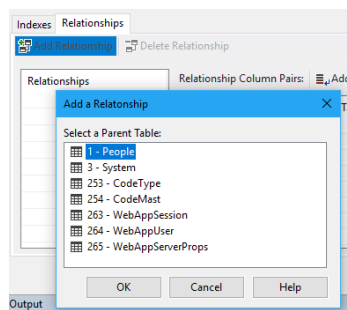 Indexes Relationships
Add Relationship Delete Relationship
Relationships Relationship Column Pairs: Add
Add a Relatonship
Select a Parent Table:
1 - People
3 - System
253 - CodeType
254 - CodeMast
263 - WebAppSession
264 - WebAppUser
265 - WebAppServerProps
OK Cancel Help
Output